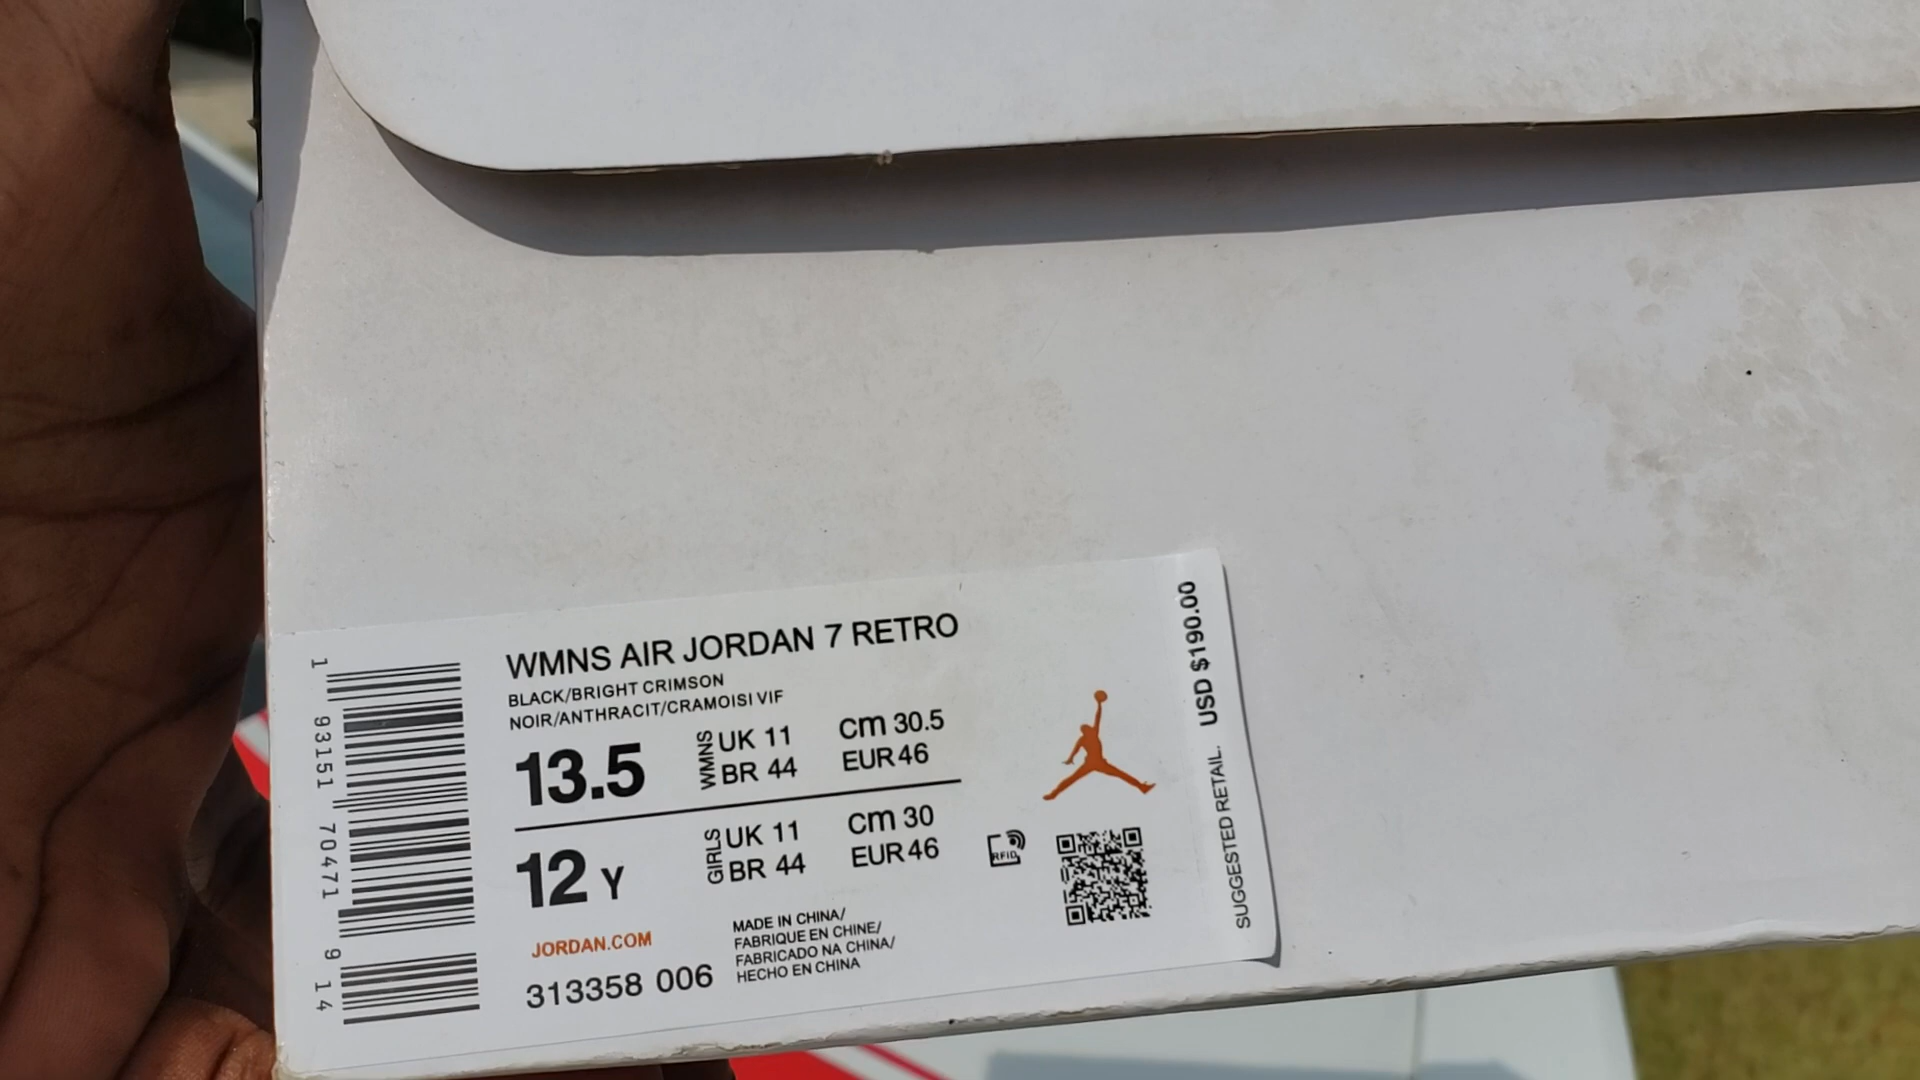 WMNS AIR JORDAN 7 RETRO
BLACK/BRIGHT CRIMSON
NOIR/ANTHRACIT/CRAMOISI VIF
13.5 WMNS UK 11 cm 30.5
BR 44 EUR 46
12 Y GIRLS UK 11 cm 30
BR 44 EUR 46
RFID
JORDAN.COM
313358 006
MADE IN CHINA/
FABRIQUE EN CHINE/
FABRICADO NA CHINA/
HECHO EN CHINA
SUGGESTED RETAIL. USD $190.00
1 93151 70471 9 14